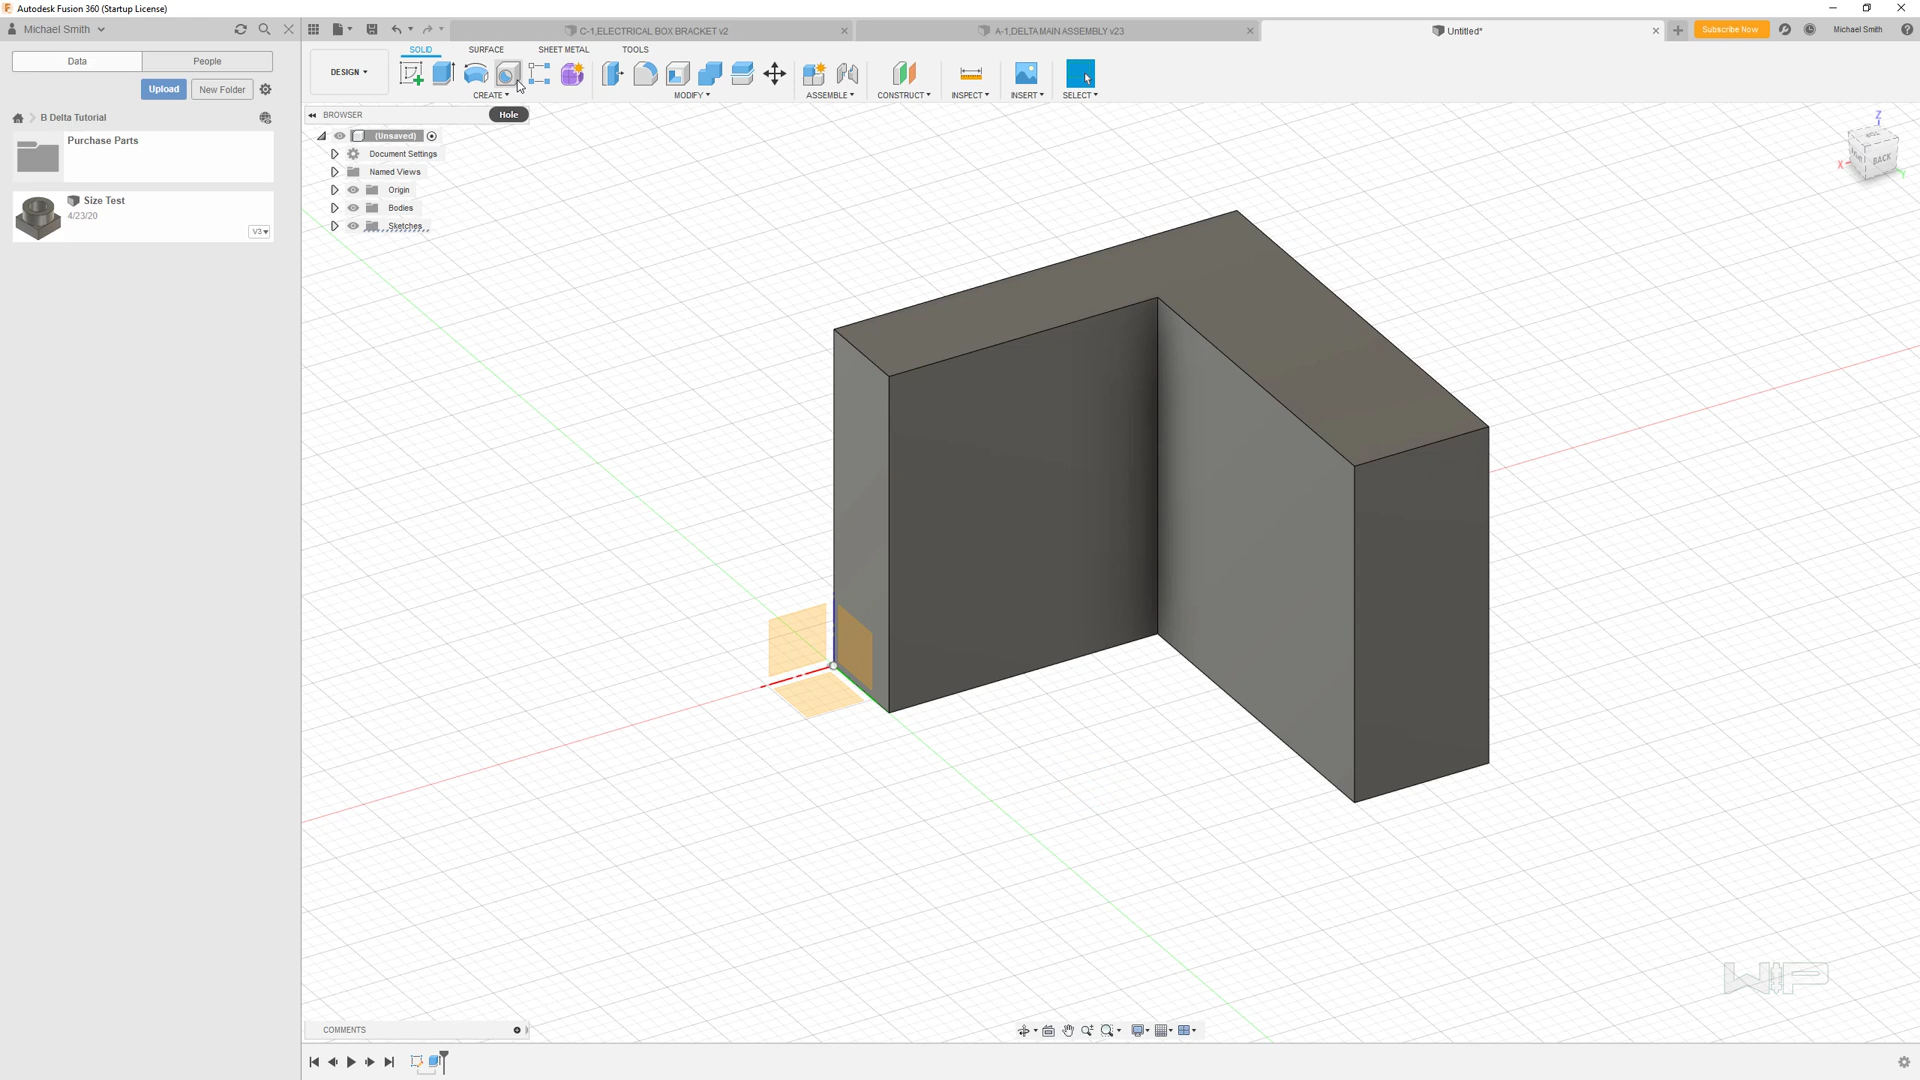 Autodesk Fusion 360 (Startup License)
Michael Smith
C-1,ELECTRICAL BOX BRACKET v2
A-1,DELTA MAIN ASSEMBLY v23
Untitled*
Subscribe Now
Michael Smith
SOLID
SURFACE
SHEET METAL
TOOLS
Data
People
DESIGN
Upload
New Folder
CREATE
MODIFY
ASSEMBLE
CONSTRUCT
INSPECT
INSERT
SELECT
BROWSER
Hole
B Delta Tutorial
(Unsaved)
Purchase Parts
Document Settings
Named Views
Origin
Size Test
Bodies
4/23/20
Sketches
V3
Z
X
BACK
Y
WIP
COMMENTS